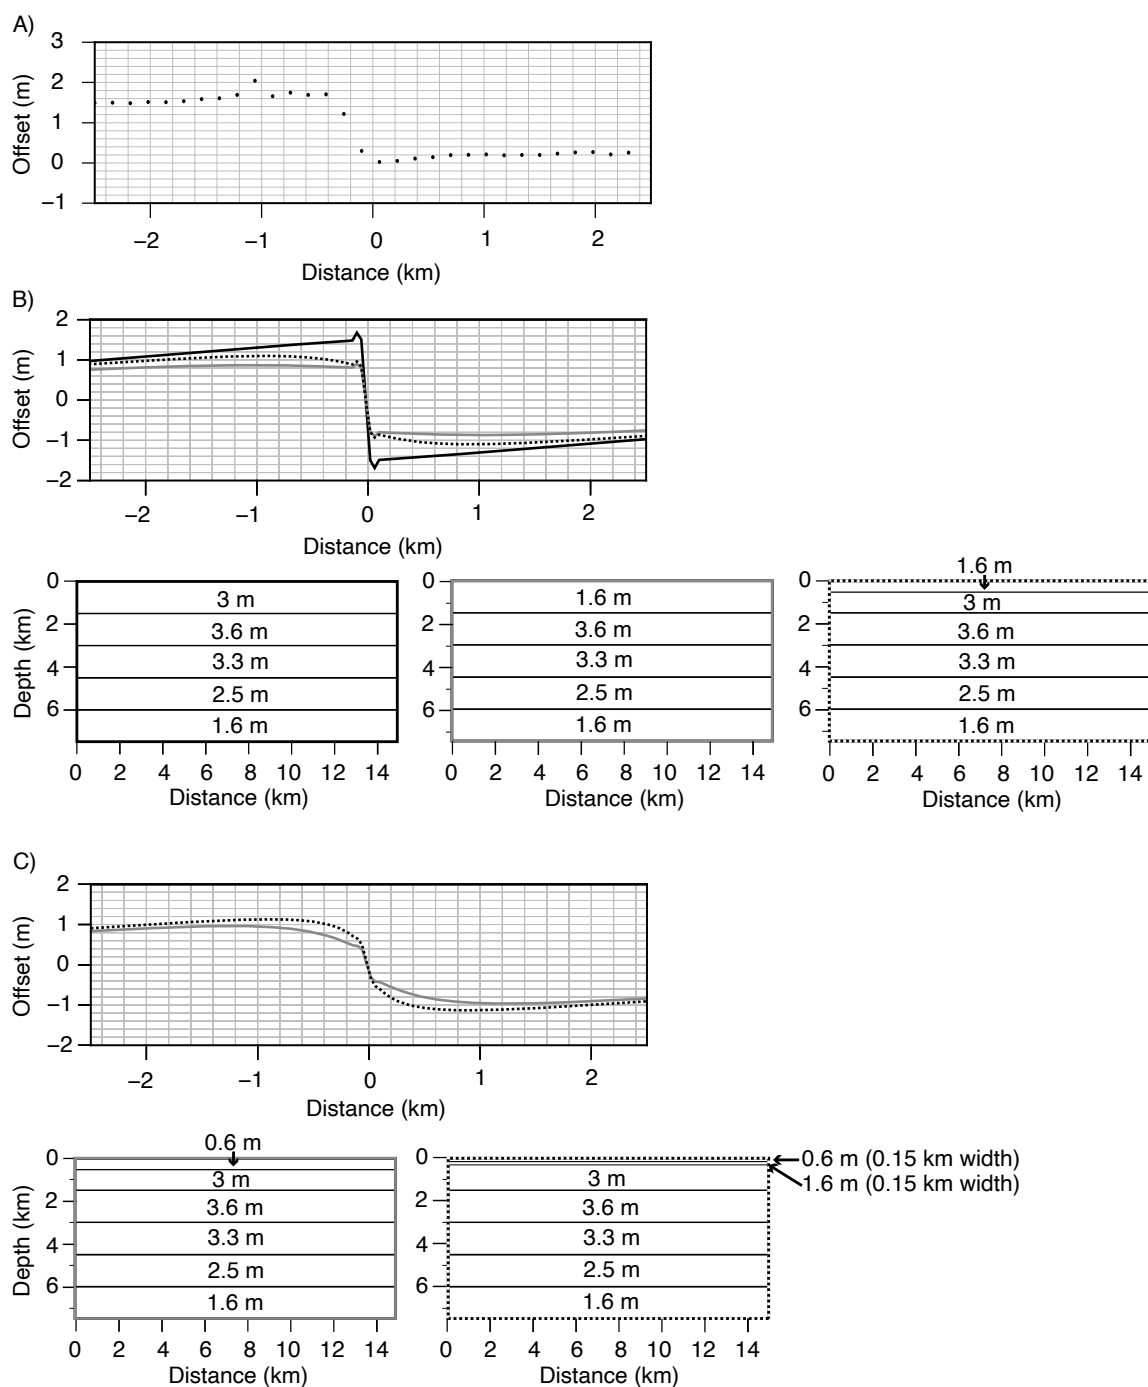 A)
3
2
1
0
−1
Offset (m)
−2 −1 0 1 2
Distance (km)
B)
2
1
0
−1
−2
Offset (m)
−2 −1 0 1 2
Distance (km)
1.6 m
0
2
4
6
Depth (km)
3 m
3.6 m
3.3 m
2.5 m
1.6 m
0 2 4 6 8 10 12 14
Distance (km)
0
2
4
6
1.6 m
3.6 m
3.3 m
2.5 m
1.6 m
0 2 4 6 8 10 12 14
Distance (km)
0
2
4
6
3 m
3.6 m
3.3 m
2.5 m
1.6 m
0 2 4 6 8 10 12 14
Distance (km)
C)
2
1
0
−1
−2
Offset (m)
−2 −1 0 1 2
Distance (km)
0.6 m
0
2
4
6
Depth (km)
3 m
3.6 m
3.3 m
2.5 m
1.6 m
0 2 4 6 8 10 12 14
Distance (km)
0
2
4
6
0.6 m (0.15 km width)
1.6 m (0.15 km width)
3 m
3.6 m
3.3 m
2.5 m
1.6 m
0 2 4 6 8 10 12 14
Distance (km)